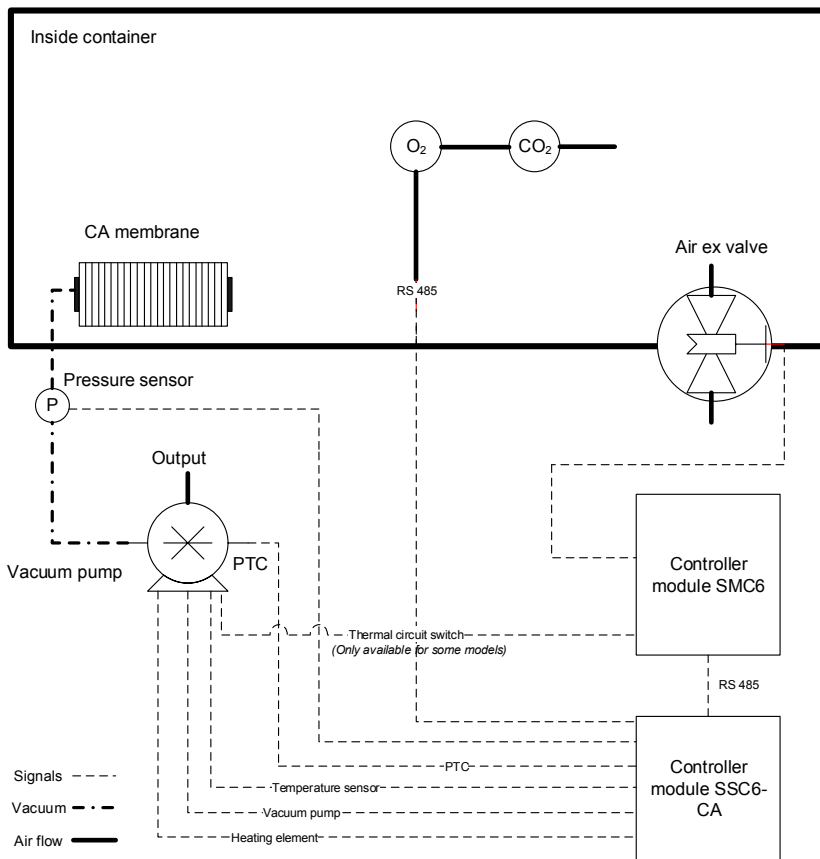 Inside container
O2
CO2
CA membrane
Air ex valve
RS 485
Pressure sensor
P
Output
PTC
Vacuum pump
Controller
module SMC6
Thermal circuit switch
(Only available for some models)
RS 485
Controller
module SSC6-
CA
PTC
Signals
Temperature sensor
Vacuum
Vacuum pump
Air flow
Heating element